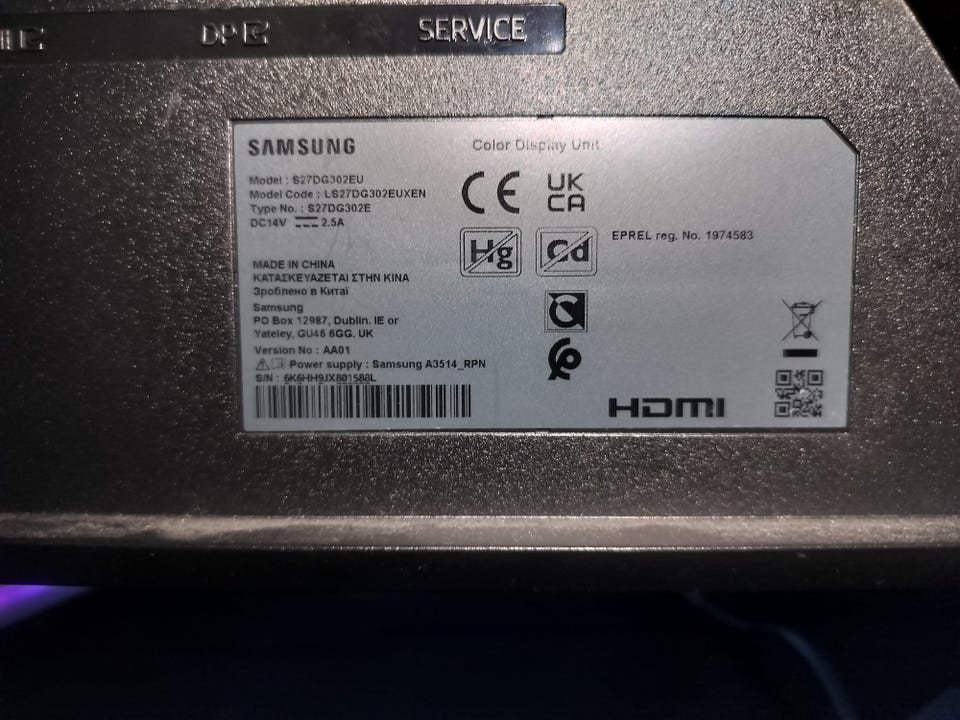 DP
SERVICE
SAMSUNG
Color Display Unit
Model : S27DG302EU
Model Code : LS27DG302EUXEN
Type No. : S27DG302E
DC14V 2.5A
CE
UK
CA
Hg
Cd
EPREL reg. No. 1974583
MADE IN CHINA
ΚΑΤΑΣΚΕΥΑΖΕΤΑΙ ΣΤΗΝ ΚΙΝΑ
Зроблено в Китаї
Samsung
PO Box 12987, Dublin. IE or
Yateley, GU46 6GG. UK
Version No : AA01
Power supply : Samsung A3514_RPN
S/N : 6K6HH9JX801588L
HDMI